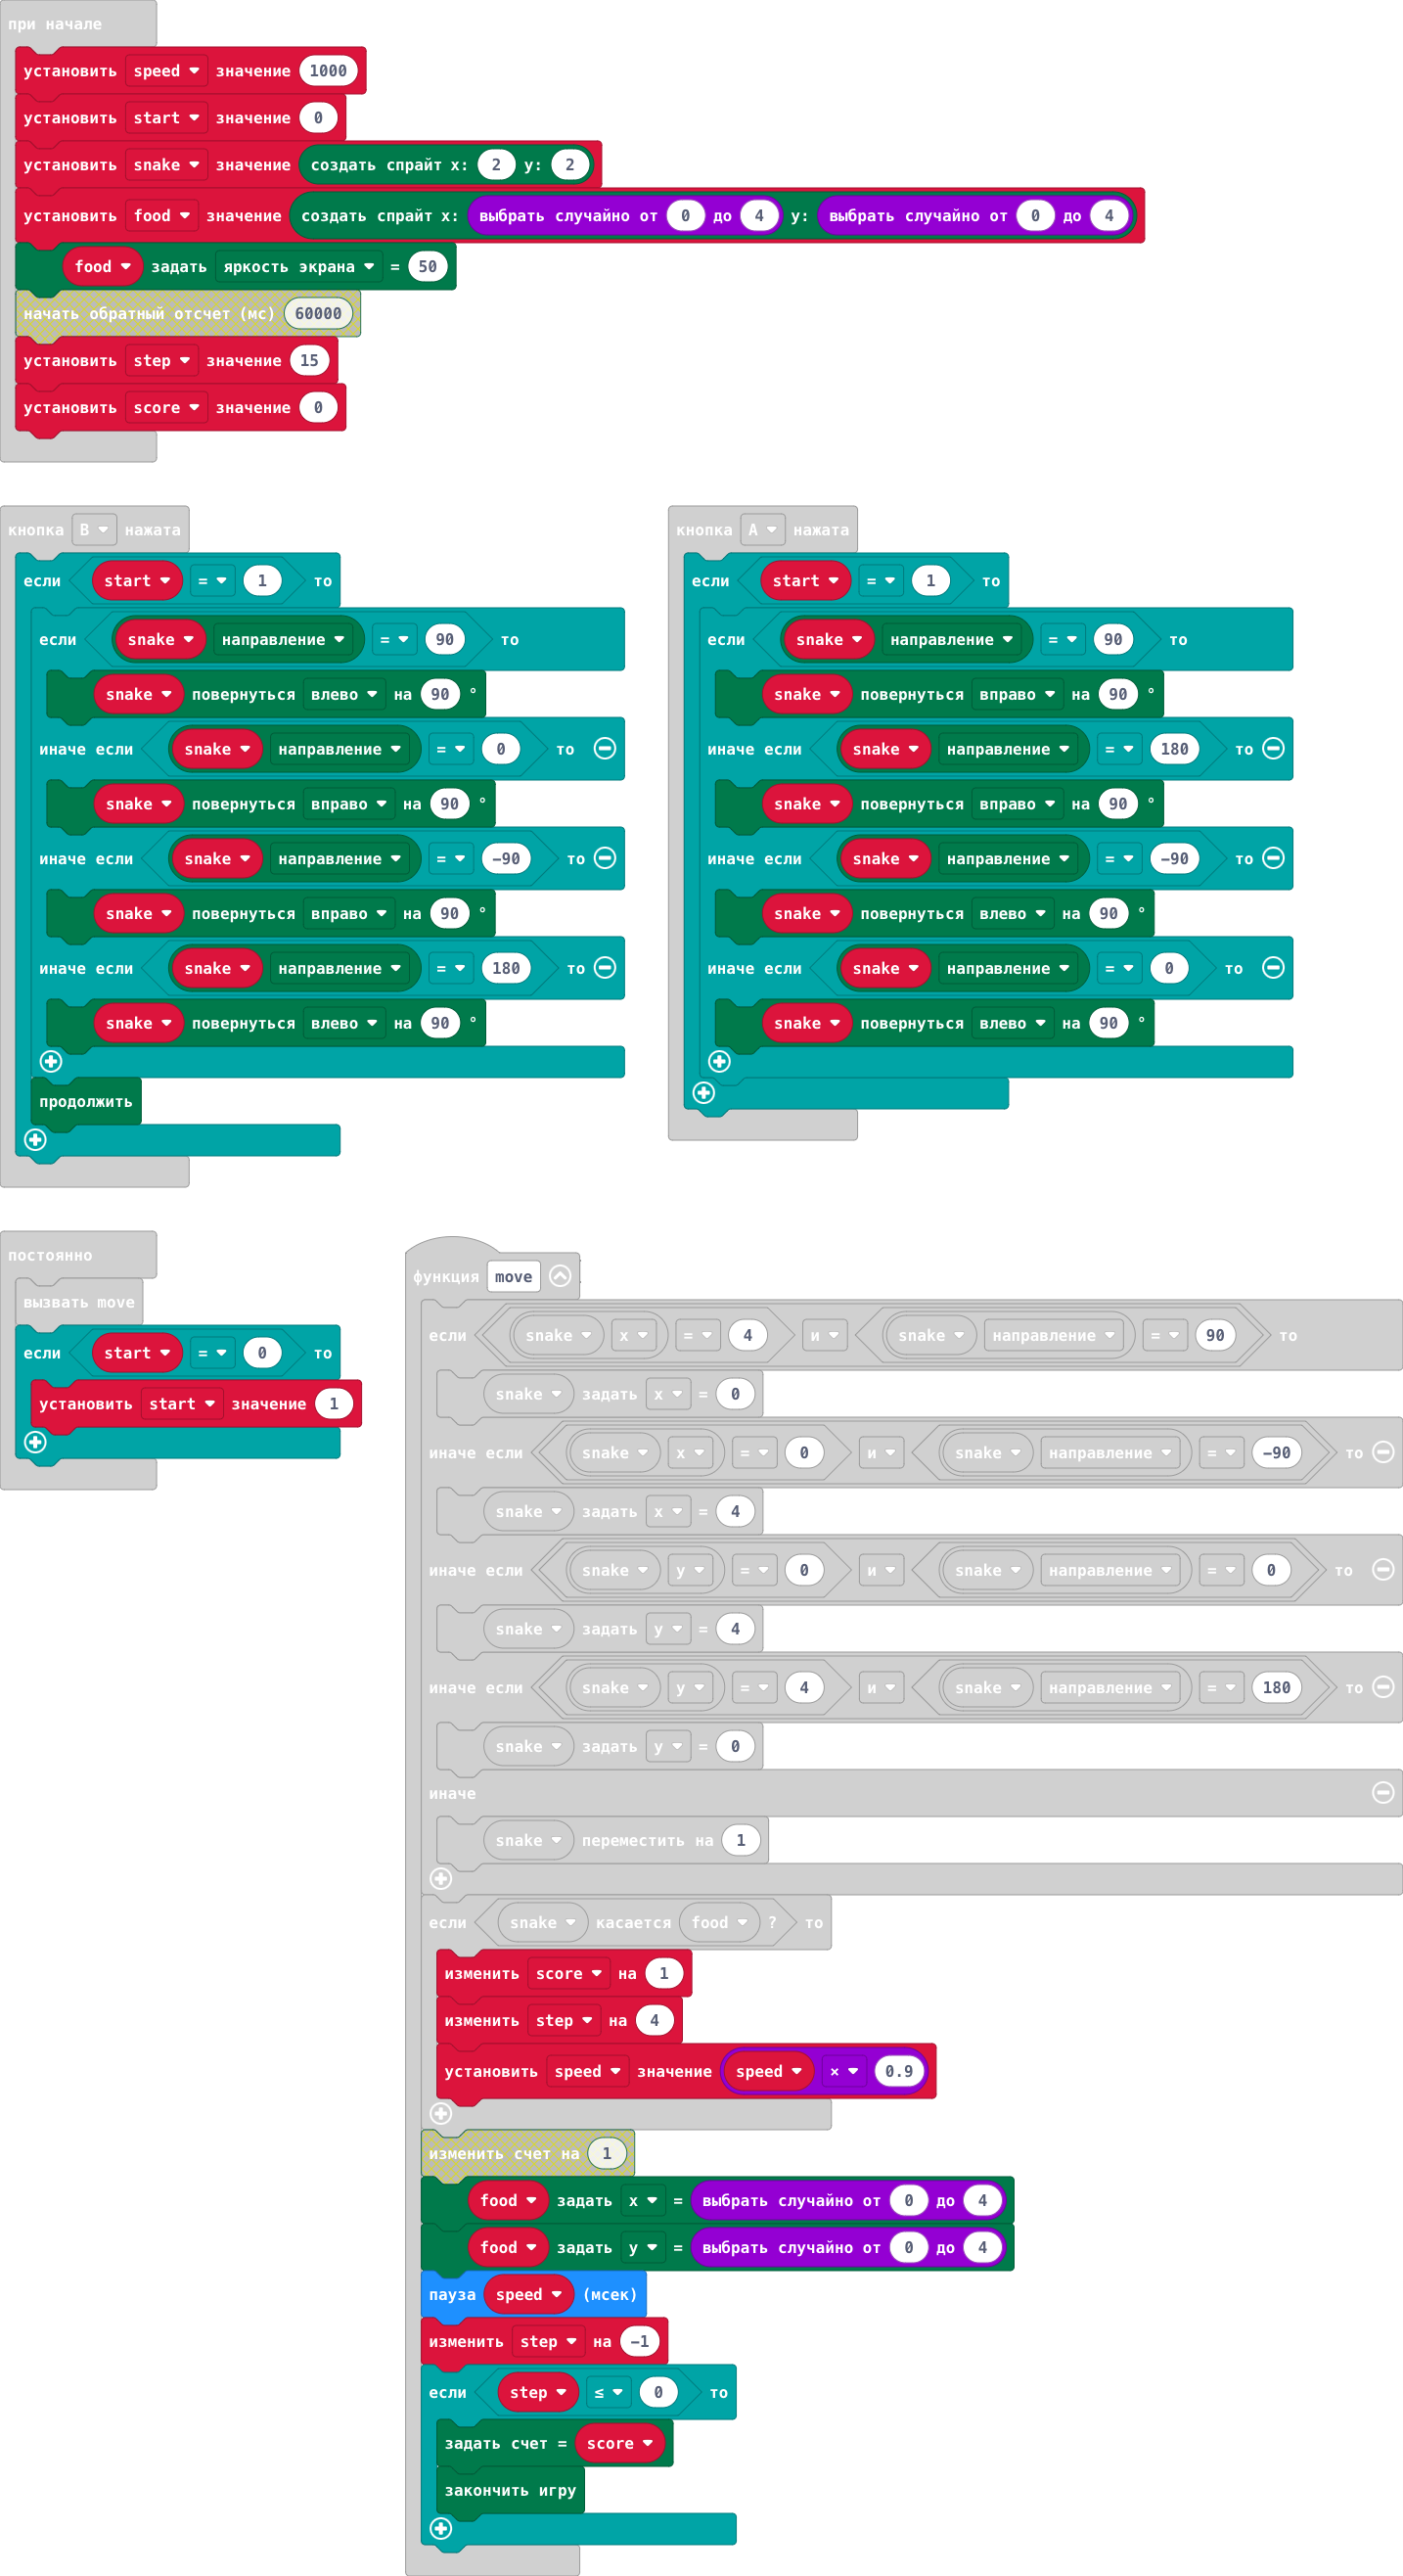 при начале
установить speed значение 1000
установить start значение 0
установить snake значение создать спрайт x: 2 y: 2
установить food значение создать спрайт x: выбрать случайно от 0 до 4 y: выбрать случайно от 0 до 4
food задать яркость экрана = 50
начать обратный отсчет (мс) 60000
установить step значение 15
установить score значение 0
кнопка B нажата
если start = 1 то
если snake направление = 90 то
snake повернуться влево на 90 °
иначе если snake направление = 0 то
snake повернуться вправо на 90 °
иначе если snake направление = -90 то
snake повернуться вправо на 90 °
иначе если snake направление = 180 то
snake повернуться влево на 90 °
продолжить
кнопка A нажата
если start = 1 то
если snake направление = 90 то
snake повернуться вправо на 90 °
иначе если snake направление = 180 то
snake повернуться вправо на 90 °
иначе если snake направление = -90 то
snake повернуться влево на 90 °
иначе если snake направление = 0 то
snake повернуться влево на 90 °
постоянно
вызвать move
если start = 0 то
установить start значение 1
функция move
если snake x = 4 и snake направление = 90 то
snake задать x = 0
иначе если snake x = 0 и snake направление = -90 то
snake задать x = 4
иначе если snake y = 0 и snake направление = 0 то
snake задать y = 4
иначе если snake y = 4 и snake направление = 180 то
snake задать y = 0
иначе
snake переместить на 1
если snake касается food ? то
изменить score на 1
изменить step на 4
установить speed значение speed × 0.9
изменить счет на 1
food задать x = выбрать случайно от 0 до 4
food задать y = выбрать случайно от 0 до 4
пауза speed (мсек)
изменить step на -1
если step ≤ 0 то
задать счет = score
закончить игру